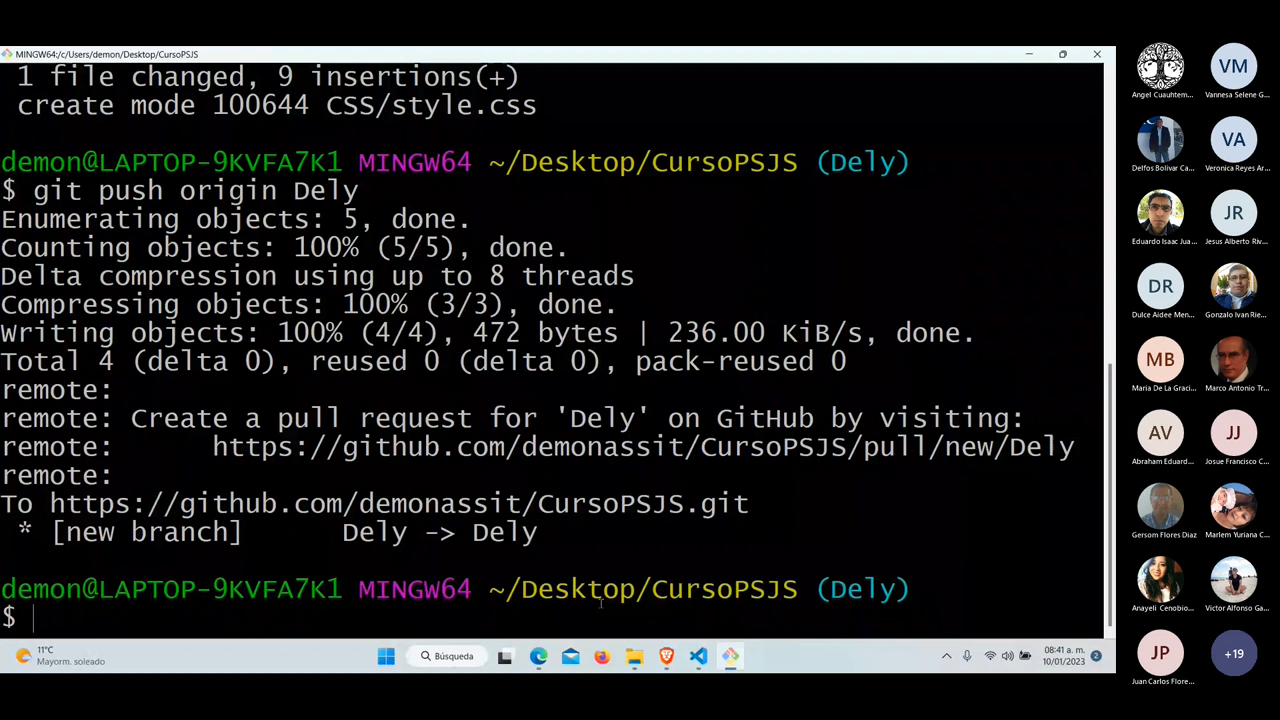 MINGW64:/c/Users/demon/Desktop/CursoPSJS
1 file changed, 9 insertions(+)
create mode 100644 CSS/style.css
demon@LAPTOP-9KVFA7K1 MINGW64 ~/Desktop/CursoPSJS (Dely)
$ git push origin Dely
Enumerating objects: 5, done.
Counting objects: 100% (5/5), done.
Delta compression using up to 8 threads
Compressing objects: 100% (3/3), done.
Writing objects: 100% (4/4), 472 bytes | 236.00 KiB/s, done.
Total 4 (delta 0), reused 0 (delta 0), pack-reused 0
remote:
remote: Create a pull request for 'Dely' on GitHub by visiting:
remote:      https://github.com/demonassit/CursoPSJS/pull/new/Dely
remote:
To https://github.com/demonassit/CursoPSJS.git
* [new branch]      Dely -> Dely
demon@LAPTOP-9KVFA7K1 MINGW64 ~/Desktop/CursoPSJS (Dely)
$
11°C
Mayorm. soleado
Búsqueda
08:41 a. m.
10/01/2023
2
VM
Angel Cuauhtem...
Vannesa Selene G...
VA
Delfos Bolivar Ca...
Veronica Reyes Ar...
JR
Eduardo Isaac Jua...
Jesus Alberto Riv...
DR
Dulce Aidee Men...
Gonzalo Ivan Rie...
MB
Maria De La Graci...
Marco Antonio Tr...
AV
JJ
Abraham Eduard...
Josue Francisco C...
Gersom Flores Diaz
Marlem Yuriana C...
Anayeli Cenobio...
Victor Alfonso Ga...
JP
+19
Juan Carlos Flore...